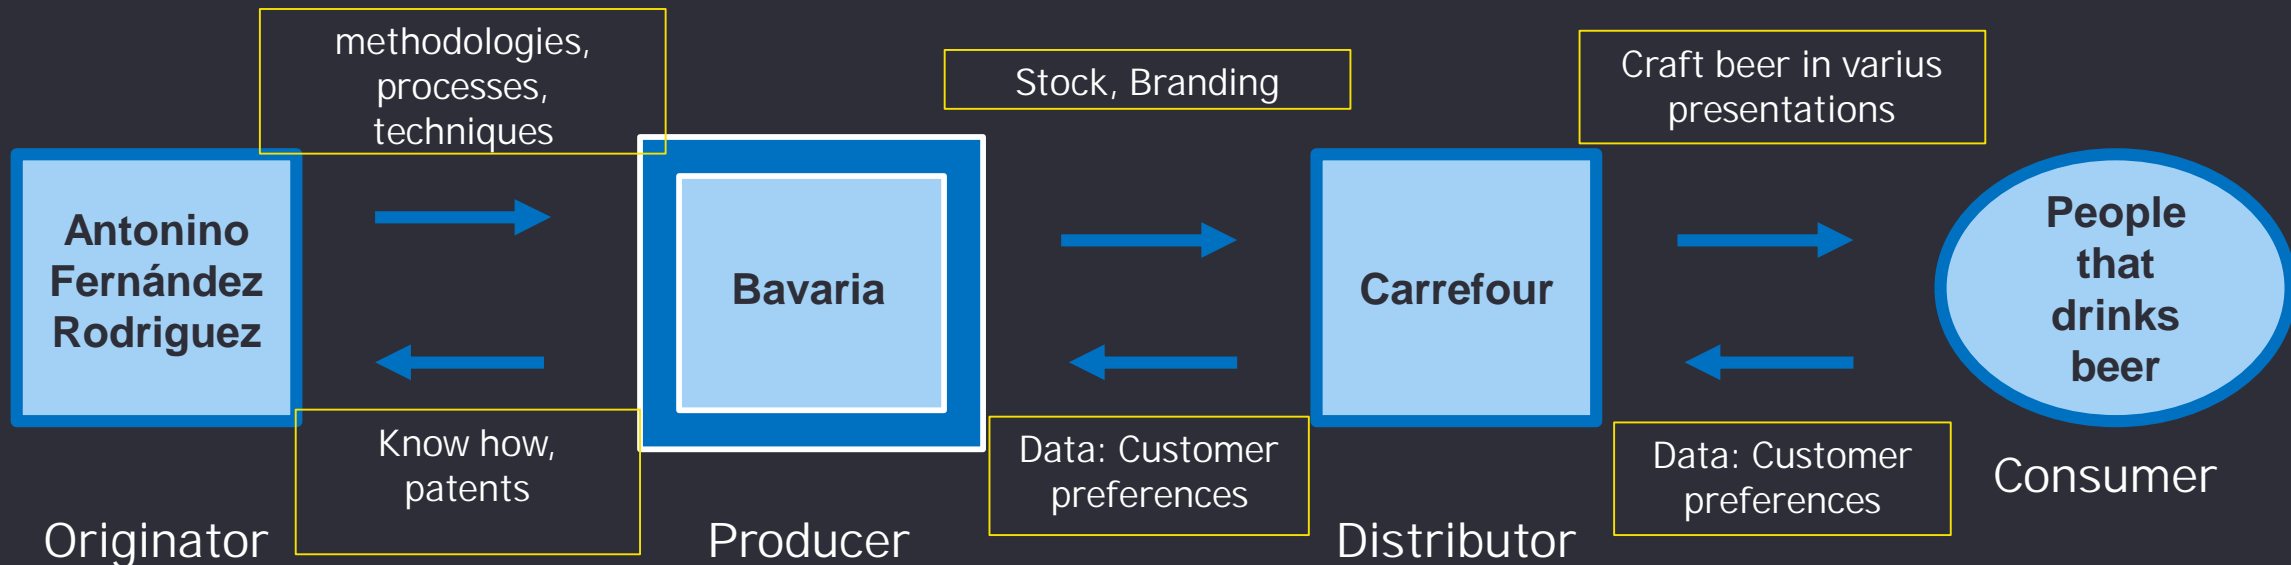 methodologies,
processes,
techniques
Stock, Branding
Craft beer in varius
presentations
Antonino
Fernández
Rodriguez
Bavaria
Carrefour
People
that
drinks
beer
Know how,
patents
Data: Customer
preferences
Data: Customer
preferences
Originator
Producer
Distributor
Consumer